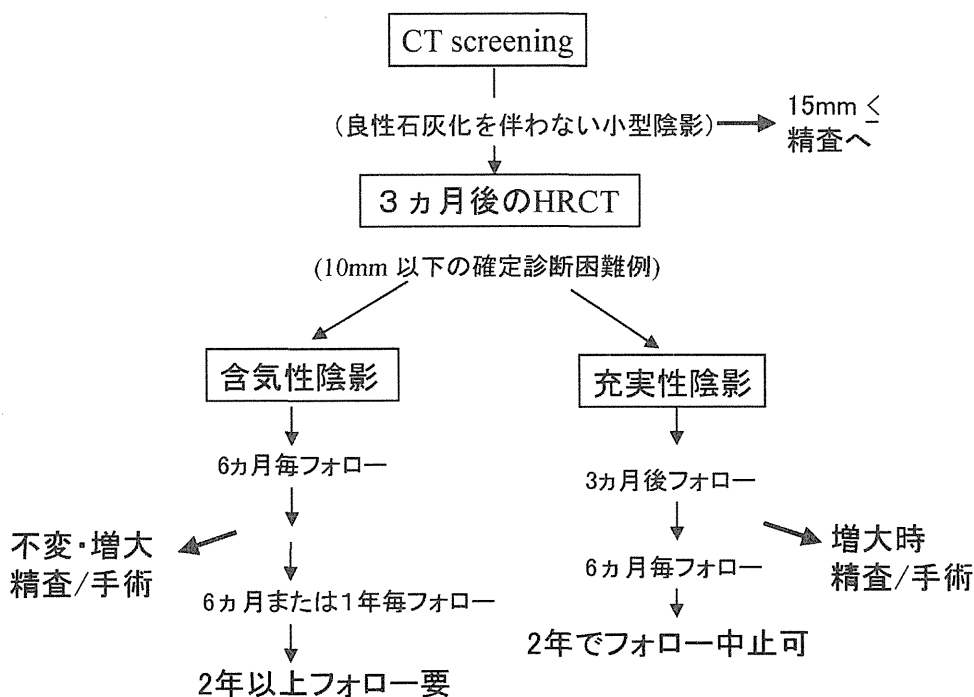 CT screening
(良性石灰化を伴わない小型陰影)
15mm ≤
精査へ
3ヵ月後のHRCT
(10mm 以下の確定診断困難例)
含気性陰影
充実性陰影
6ヵ月毎フォロー
3ヵ月後フォロー
不変・増大
精査/手術
増大時
精査/手術
6ヵ月毎フォロー
6ヵ月または1年毎フォロー
2年でフォロー中止可
2年以上フォロー要